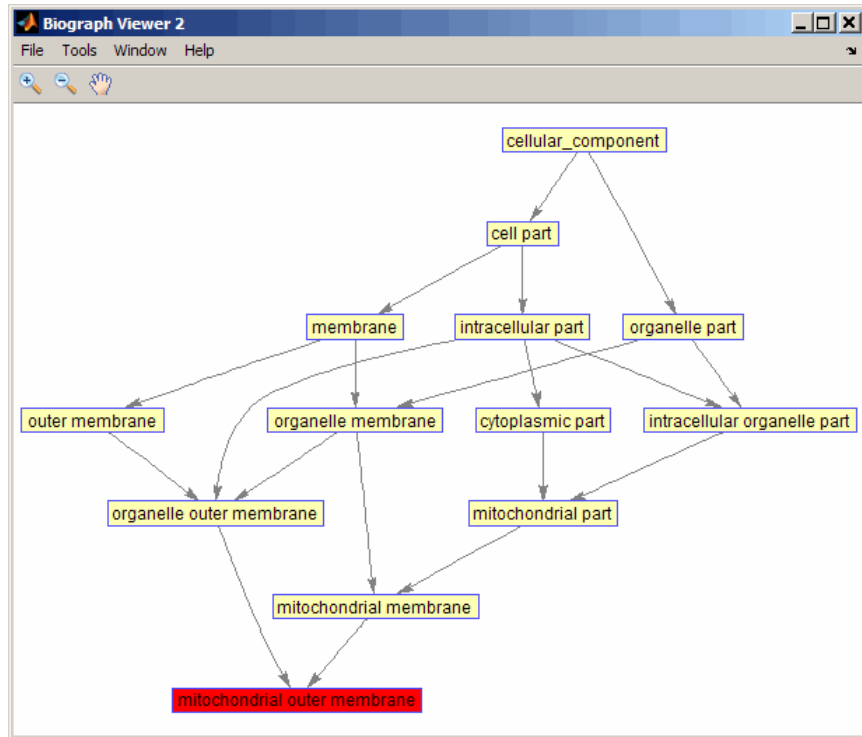 Biograph Viewer 2
File Tools Window Help
cellular_component
cell part
membrane intracellular part organelle part
outer membrane organelle membrane cytoplasmic part intracellular organelle part
organelle outer membrane mitochondrial part
mitochondrial membrane
mitochondrial outer membrane